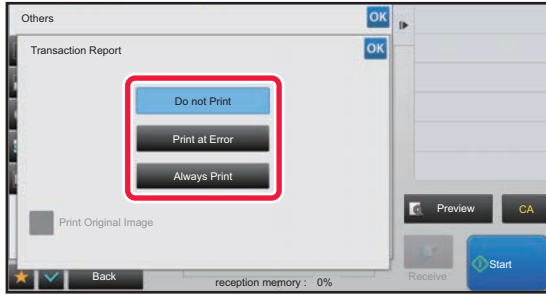 Others
OK
Transaction Report
OK
Do not Print
Print at Error
Always Print
Print Original Image
Preview
CA
Back
reception memory : 0%
Receive
Start